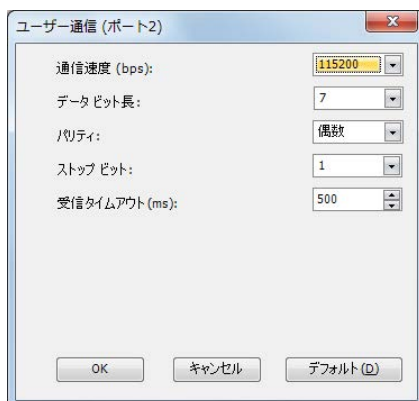 ユーザー通信 (ポート2)
通信速度 (bps): 115200
データ ビット長: 7
パリティ: 偶数
ストップ ビット: 1
受信タイムアウト(ms): 500
OK キャンセル デフォルト(D)